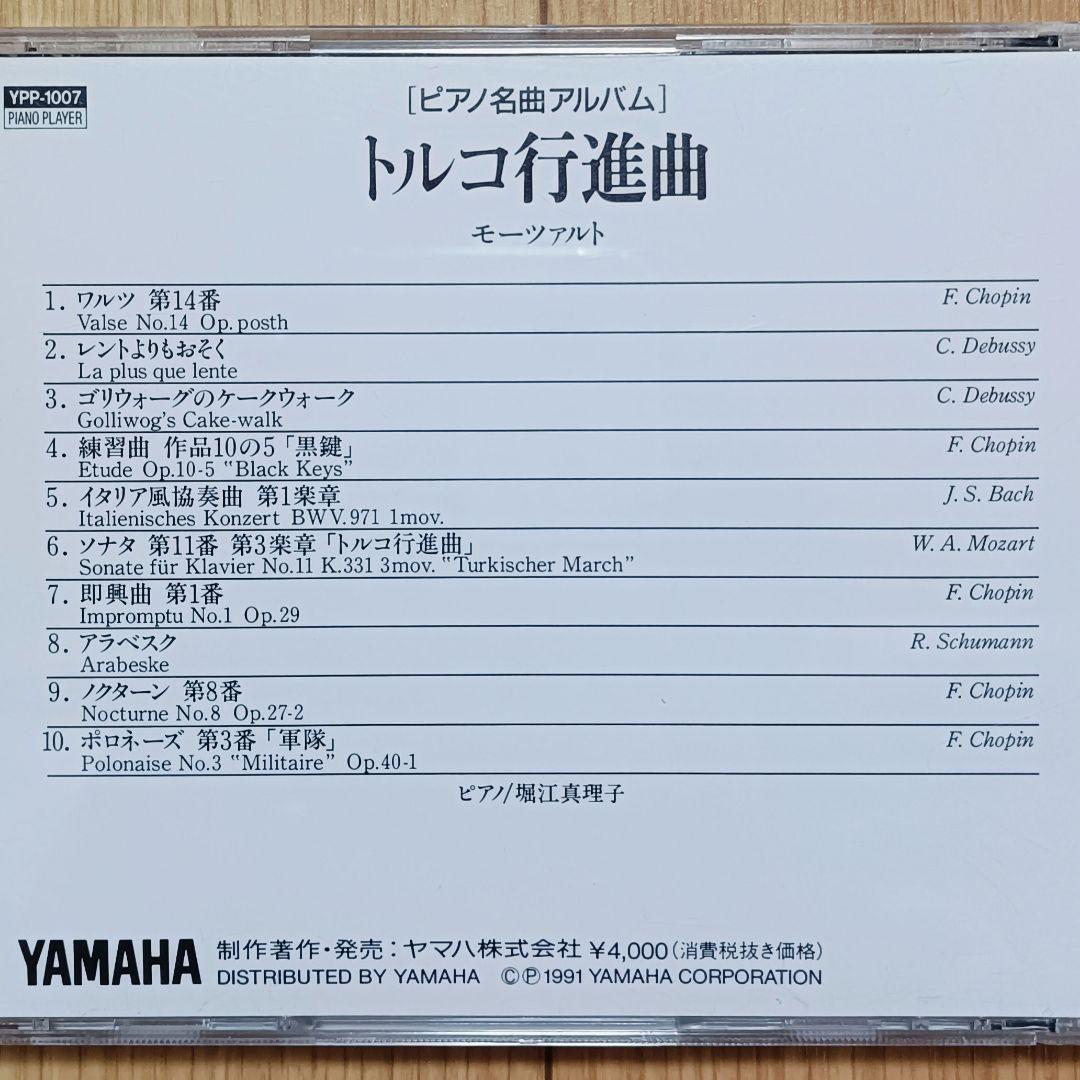 YPP-1007
PIANO PLAYER
[ピアノ名曲アルバム]
トルコ行進曲
モーツァルト
1. ワルツ 第14番 F. Chopin
Valse No.14 Op. posth
2. レントよりもおそく C. Debussy
La plus que lente
3. ゴリウォーグのケークウォーク C. Debussy
Golliwog's Cake-walk
4. 練習曲 作品10の5「黒鍵」 F. Chopin
Etude Op.10-5 "Black Keys"
5. イタリア風協奏曲 第1楽章 J. S. Bach
Italienisches Konzert BWV.971 1mov.
6. ソナタ 第11番 第3楽章「トルコ行進曲」 W. A. Mozart
Sonate für Klavier No.11 K.331 3mov. "Turkischer March"
7. 即興曲 第1番 F. Chopin
Impromptu No.1 Op.29
8. アラベスク R. Schumann
Arabeske
9. ノクターン 第8番 F. Chopin
Nocturne No.8 Op.27-2
10. ポロネーズ 第3番「軍隊」 F. Chopin
Polonaise No.3 "Militaire" Op.40-1
ピアノ/堀江真理子
YAMAHA
制作著作・発売:ヤマハ株式会社 ¥4,000(消費税抜き価格)
DISTRIBUTED BY YAMAHA ©℗1991 YAMAHA CORPORATION